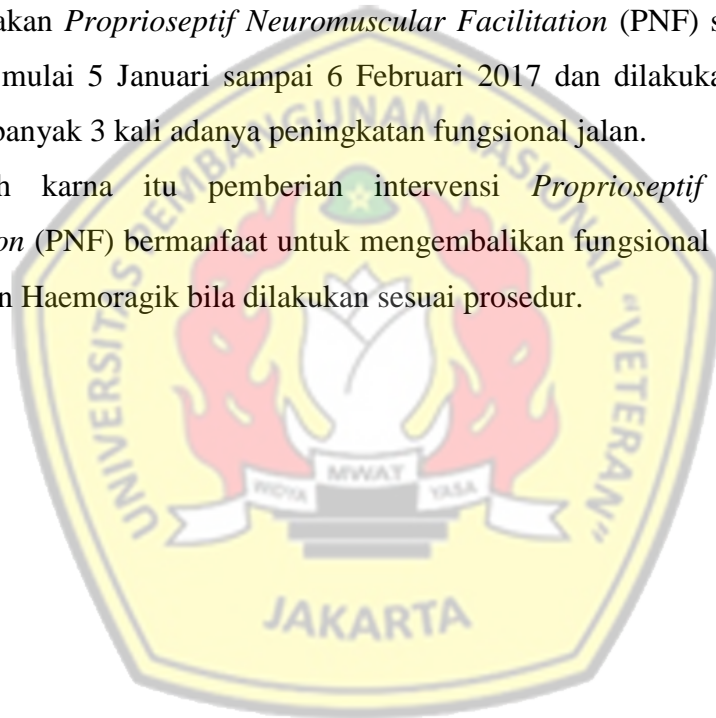 akan Proprioseptif Neuromuscular Facilitation (PNF) s
mulai 5 Januari sampai 6 Februari 2017 dan dilakuka
banyak 3 kali adanya peningkatan fungsional jalan.
h karna itu pemberian intervensi Proprioseptif
on (PNF) bermanfaat untuk mengembalikan fungsional
n Haemoragik bila dilakukan sesuai prosedur.
UNIVERSITAS PEMBANGUNAN NASIONAL "VETERAN"
WIDYA MWAT YASA
JAKARTA